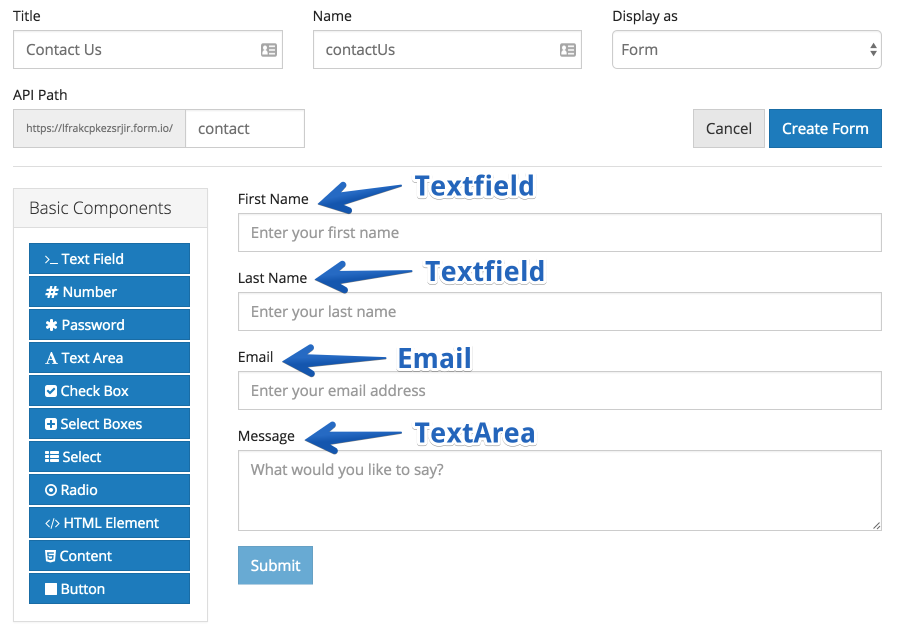 Title Name Display as
Contact Us contactUs Form
API Path
https://lfrakcpkezsrjir.form.io/ contact Cancel Create Form
Basic Components
>_ Text Field
# Number
✱ Password
A Text Area
Check Box
Select Boxes
Select
Radio
</> HTML Element
Content
Button
First Name Textfield
Enter your first name
Last Name Textfield
Enter your last name
Email Email
Enter your email address
Message TextArea
What would you like to say?
Submit